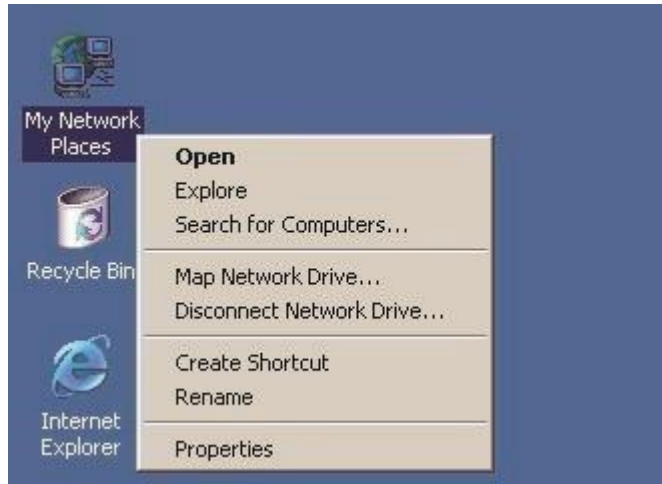 My Network
Places
Open
Explore
Search for Computers...
Recycle Bin
Map Network Drive...
Disconnect Network Drive...
Create Shortcut
Rename
Internet
Explorer
Properties